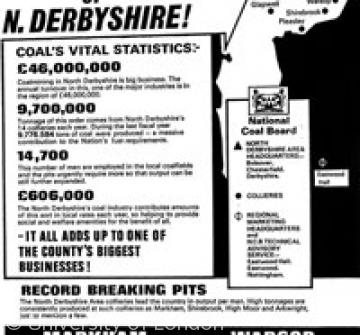 N. DERBYSHIRE!
COAL'S VITAL STATISTICS:-
£46,000,000
Coalmining in North Derbyshire is big business. The
annual turnover in this, one of the major industries is in
the region of £46,000,000.
9,700,000
Tonnage of this order comes from North Derbyshire's
14 collieries each year. During the last fiscal year
9,776,584 tons of coal were produced – a massive
contribution to the Nation's fuel requirements.
14,700
This number of men are employed in the local coalfields
and the pits urgently require more so that output can be
still further expanded.
£606,000
The North Derbyshire's coal industry contributes amounts
of this sort in local rates each year, so helping to provide
social and welfare amenities for the benefit of all.
- IT ALL ADDS UP TO ONE OF
THE COUNTY'S BIGGEST
BUSINESSES!
Glapwell
Shirebrook
Pleasley
National
Coal Board
NORTH
DERBYSHIRE AREA
HEADQUARTERS–
Bolsover,
Chesterfield,
Derbyshire.
COLLIERIES
REGIONAL
MARKETING
HEADQUARTERS
and
N.C.B TECHNICAL
ADVISORY
SERVICE–
Eastwood Hall,
Eastwood,
Nottingham.
Eastwood
Hall
RECORD BREAKING PITS
The North Derbyshire Area collieries lead the country in output per man. High tonnages are
consistently produced at such collieries as Markham, Shirebrook, High Moor and Arkwright,
just to mention a few.
© University of London
MARKHAM
WARSOP